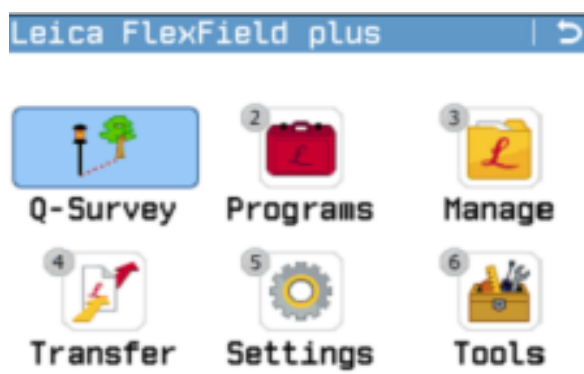 Leica FlexField plus
2 3
Q-Survey Programs Manage
4 5 6
Transfer Settings Tools